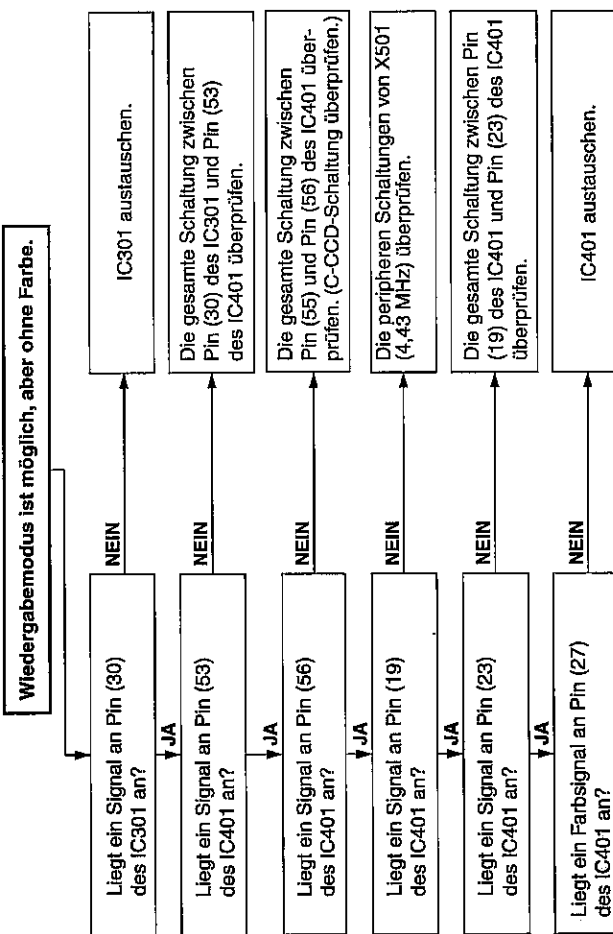 Wiedergabemodus ist möglich, aber ohne Farbe.
Liegt ein Signal an Pin (30)
des IC301 an?
NEIN
IC301 austauschen.
JA
Liegt ein Signal an Pin (53)
des IC401 an?
NEIN
Die gesamte Schaltung zwischen
Pin (30) des IC301 und Pin (53)
des IC401 überprüfen.
JA
Liegt ein Signal an Pin (56)
des IC401 an?
NEIN
Die gesamte Schaltung zwischen
Pin (55) und Pin (56) des IC401 über-
prüfen. (C-CCD-Schaltung überprüfen.)
JA
Liegt ein Signal an Pin (19)
des IC401 an?
NEIN
Die peripheren Schaltungen von X501
(4,43 MHz) überprüfen.
JA
Liegt ein Signal an Pin (23)
des IC401 an?
NEIN
Die gesamte Schaltung zwischen Pin
(19) des IC401 und Pin (23) des IC401
überprüfen.
JA
Liegt ein Farbsignal an Pin (27)
des IC401 an?
NEIN
IC401 austauschen.